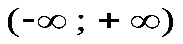 (-∞ ; + ∞)